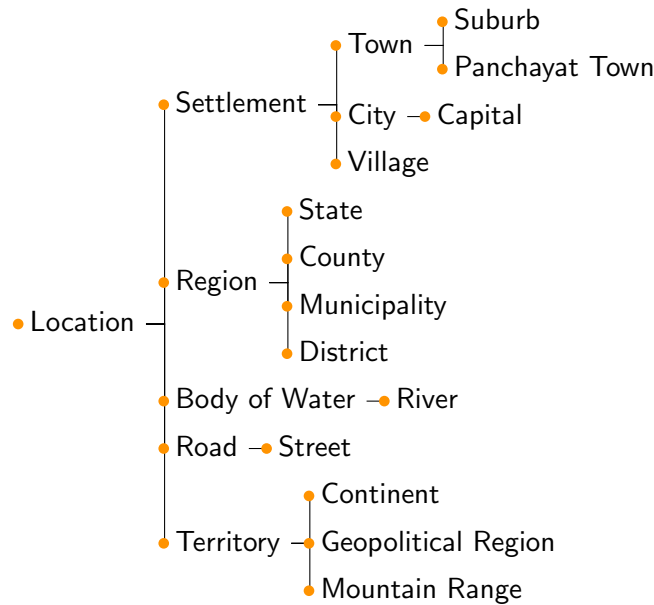 Suburb
Town
Panchayat Town
Settlement
City
Capital
Village
State
County
Region
Municipality
Location
District
Body of Water
River
Road
Street
Continent
Territory
Geopolitical Region
Mountain Range